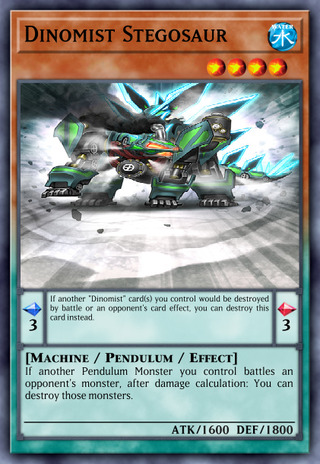 Dinomist Stegosaur
WATER
水
If another "Dinomist" card(s) you control would be destroyed
by battle or an opponent's card effect, you can destroy this
card instead.
3
3
[Machine / Pendulum / Effect]
If another Pendulum Monster you control battles an
opponent's monster, after damage calculation: You can
destroy those monsters.
ATK/1600 DEF/1800